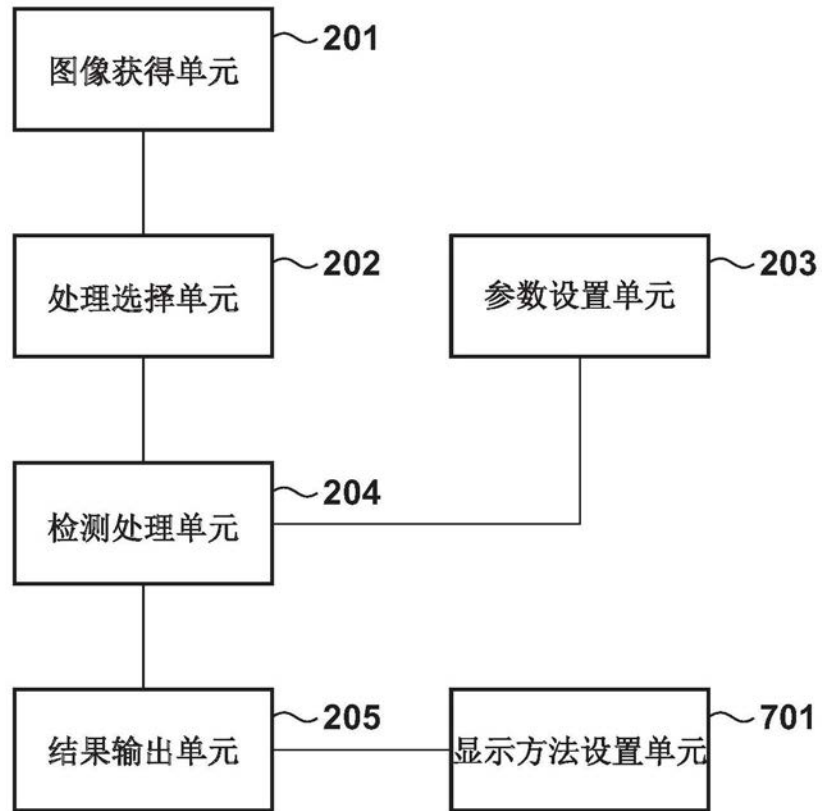 图像获得单元
201
处理选择单元
202
参数设置单元
203
检测处理单元
204
结果输出单元
205
显示方法设置单元
701